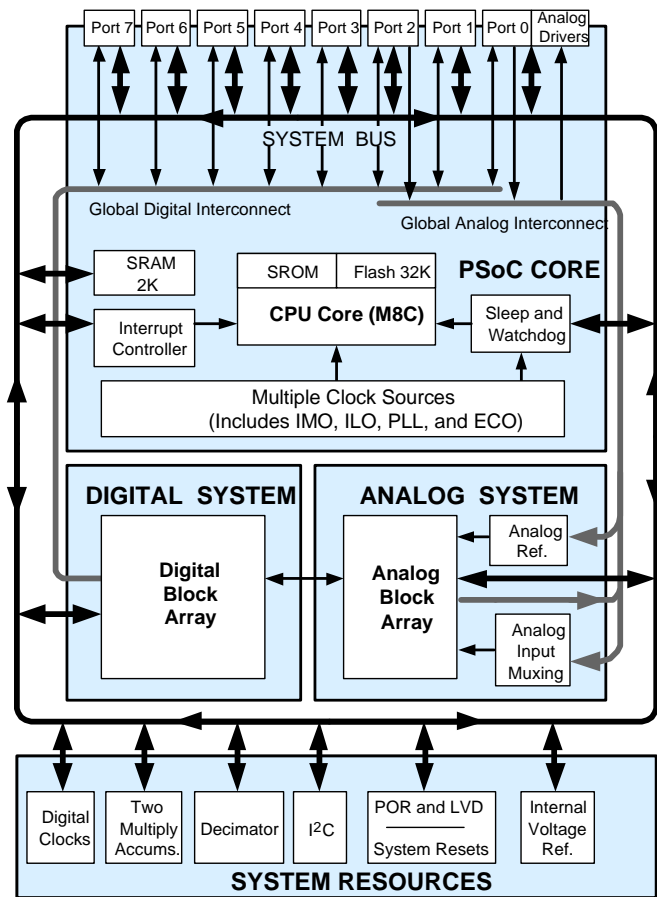 Port 7
Port 6
Port 5
Port 4
Port 3
Port 2
Port 1
Port 0
Analog
Drivers
SYSTEM BUS
Global Digital Interconnect
Global Analog Interconnect
SRAM
2K
SROM
Flash 32K
PSoC CORE
CPU Core (M8C)
Interrupt
Controller
Sleep and
Watchdog
Multiple Clock Sources
(Includes IMO, ILO, PLL, and ECO)
DIGITAL SYSTEM
ANALOG SYSTEM
Digital
Block
Array
Analog
Block
Array
Analog
Ref.
Analog
Input
Muxing
Digital
Clocks
Two
Multiply
Accums.
Decimator
I²C
POR and LVD
System Resets
Internal
Voltage
Ref.
SYSTEM RESOURCES